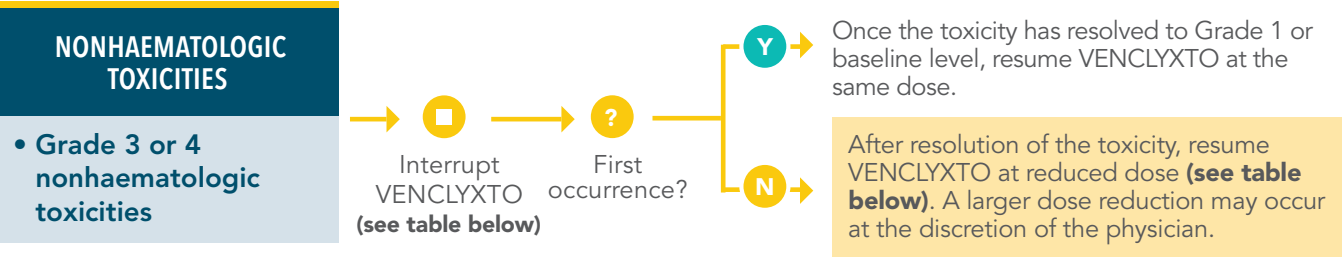 NONHAEMATOLOGIC
TOXICITIES
• Grade 3 or 4
nonhaematologic
toxicities
Interrupt
VENCLYXTO
(see table below)
?
First
occurrence?
Y
Once the toxicity has resolved to Grade 1 or
baseline level, resume VENCLYXTO at the
same dose.
N
After resolution of the toxicity, resume
VENCLYXTO at reduced dose (see table
below). A larger dose reduction may occur
at the discretion of the physician.